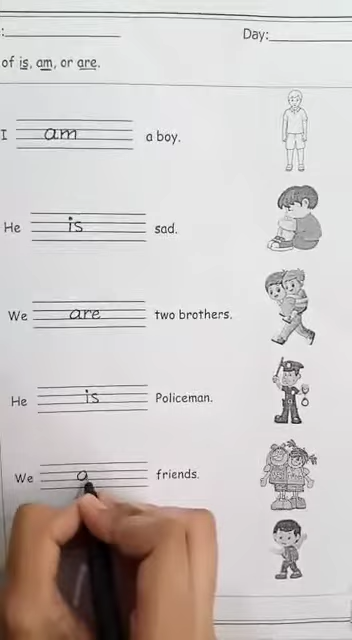 : Day:
of is, am, or are.
I am a boy.
He is sad.
We are two brothers.
He is Policeman.
We a friends.